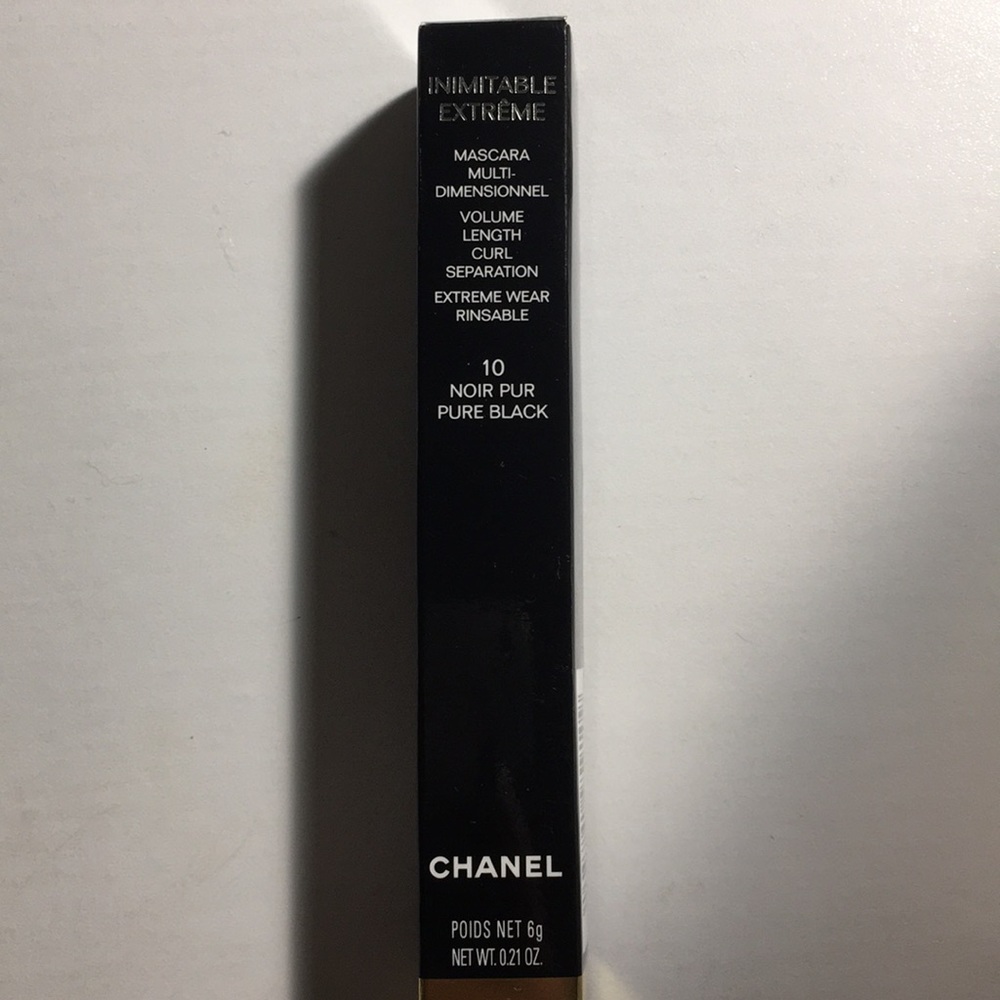 INIMITABLE
EXTRÊME
MASCARA
MULTI-
DIMENSIONNEL
VOLUME
LENGTH
CURL
SEPARATION
EXTREME WEAR
RINSABLE
10
NOIR PUR
PURE BLACK
CHANEL
POIDS NET 6g
NET WT. 0.21 OZ.